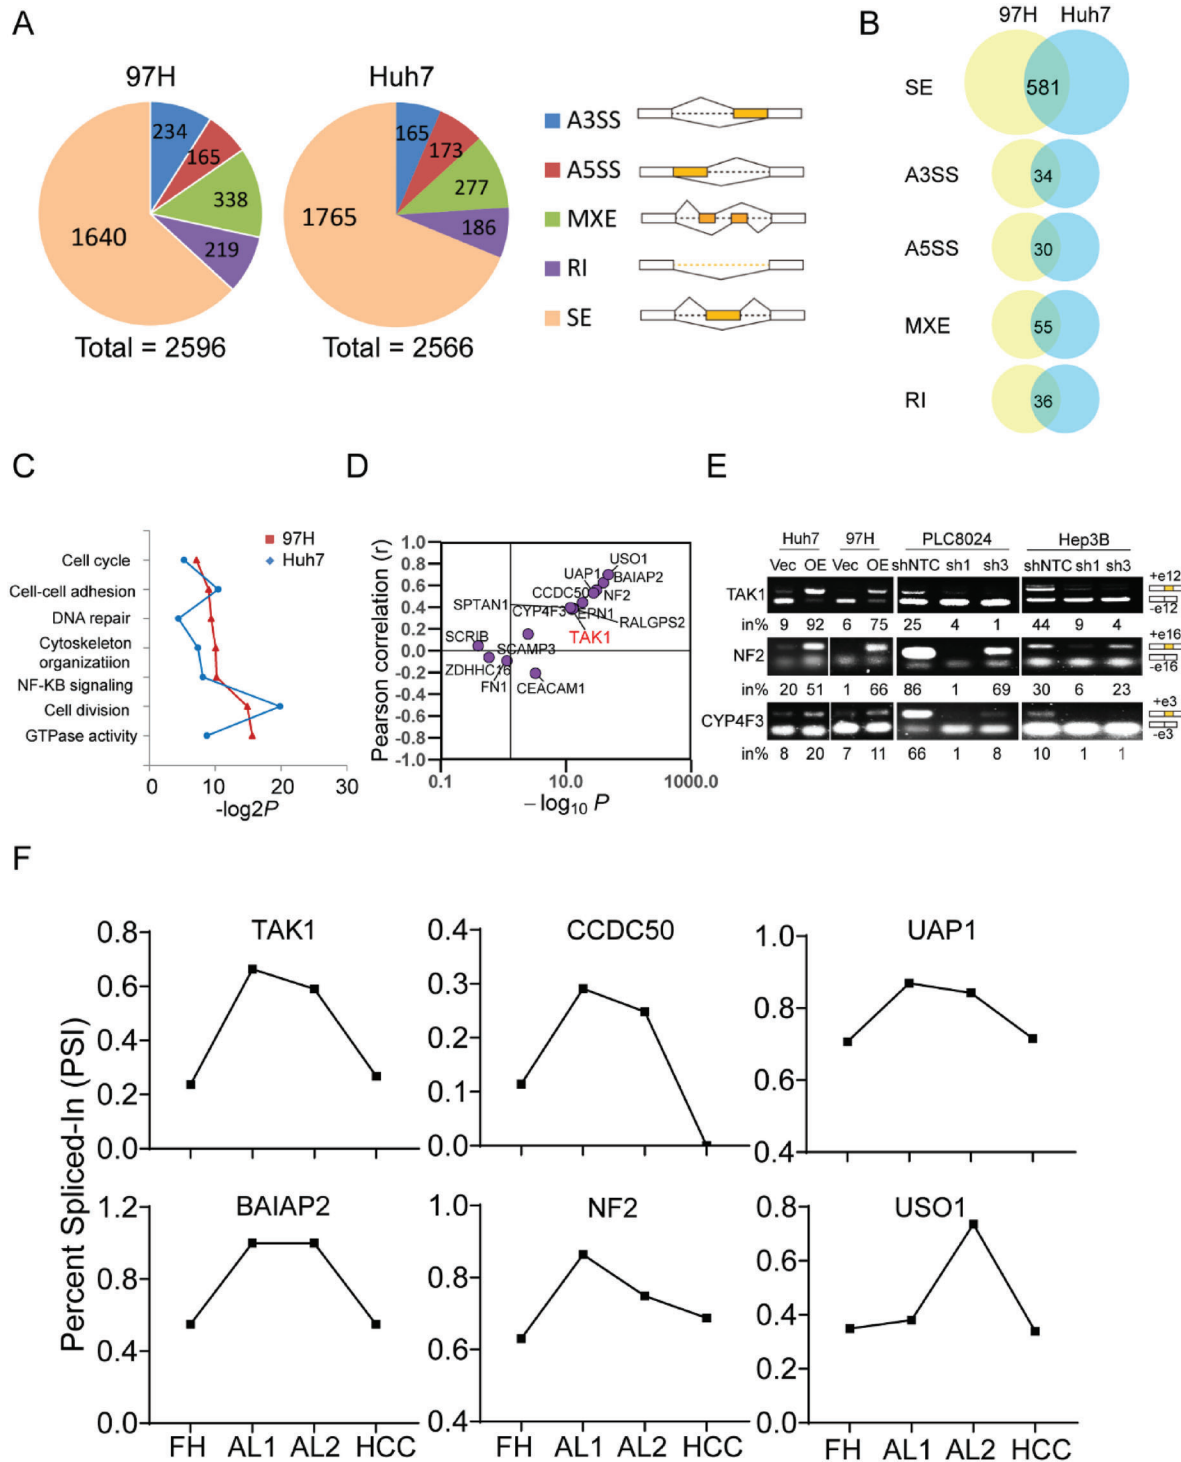 A
97H
Huh7
234
165
338
219
1640
165
173
277
186
1765
Total = 2596
Total = 2566
A3SS
A5SS
MXE
RI
SE
B
97H
Huh7
SE
581
A3SS
34
A5SS
30
MXE
55
RI
36
C
97H
Huh7
Cell cycle
Cell-cell adhesion
DNA repair
Cytoskeleton
organizatiion
NF-KB signaling
Cell division
GTPase activity
0 10 20 30
-log2P
D
Pearson correlation (r)
1.0
0.8
0.6
0.4
0.2
0.0
-0.2
-0.4
-0.6
-0.8
-1.0
0.1 10.0 1000.0
– log10 P
USO1
UAP1
BAIAP2
CCDC50
NF2
SPTAN1
CYP4F3
EPN1
RALGPS2
TAK1
SCRIB
SCAMP3
ZDHHC16
FN1
CEACAM1
E
Huh7 97H PLC8024 Hep3B
Vec OE Vec OE shNTC sh1 sh3 shNTC sh1 sh3
TAK1
+e12
-e12
in% 9 92 6 75 25 4 1 44 9 4
NF2
+e16
-e16
in% 20 51 1 66 86 1 69 30 6 23
CYP4F3
+e3
-e3
in% 8 20 7 11 66 1 8 10 1 1
F
Percent Spliced-In (PSI)
TAK1
0.8
0.6
0.4
0.2
0.0
CCDC50
0.4
0.3
0.2
0.1
0.0
UAP1
1.0
0.8
0.6
0.4
BAIAP2
1.2
0.8
0.4
0.0
FH AL1 AL2 HCC
NF2
1.0
0.8
0.6
0.4
FH AL1 AL2 HCC
USO1
0.8
0.6
0.4
0.2
0.0
FH AL1 AL2 HCC